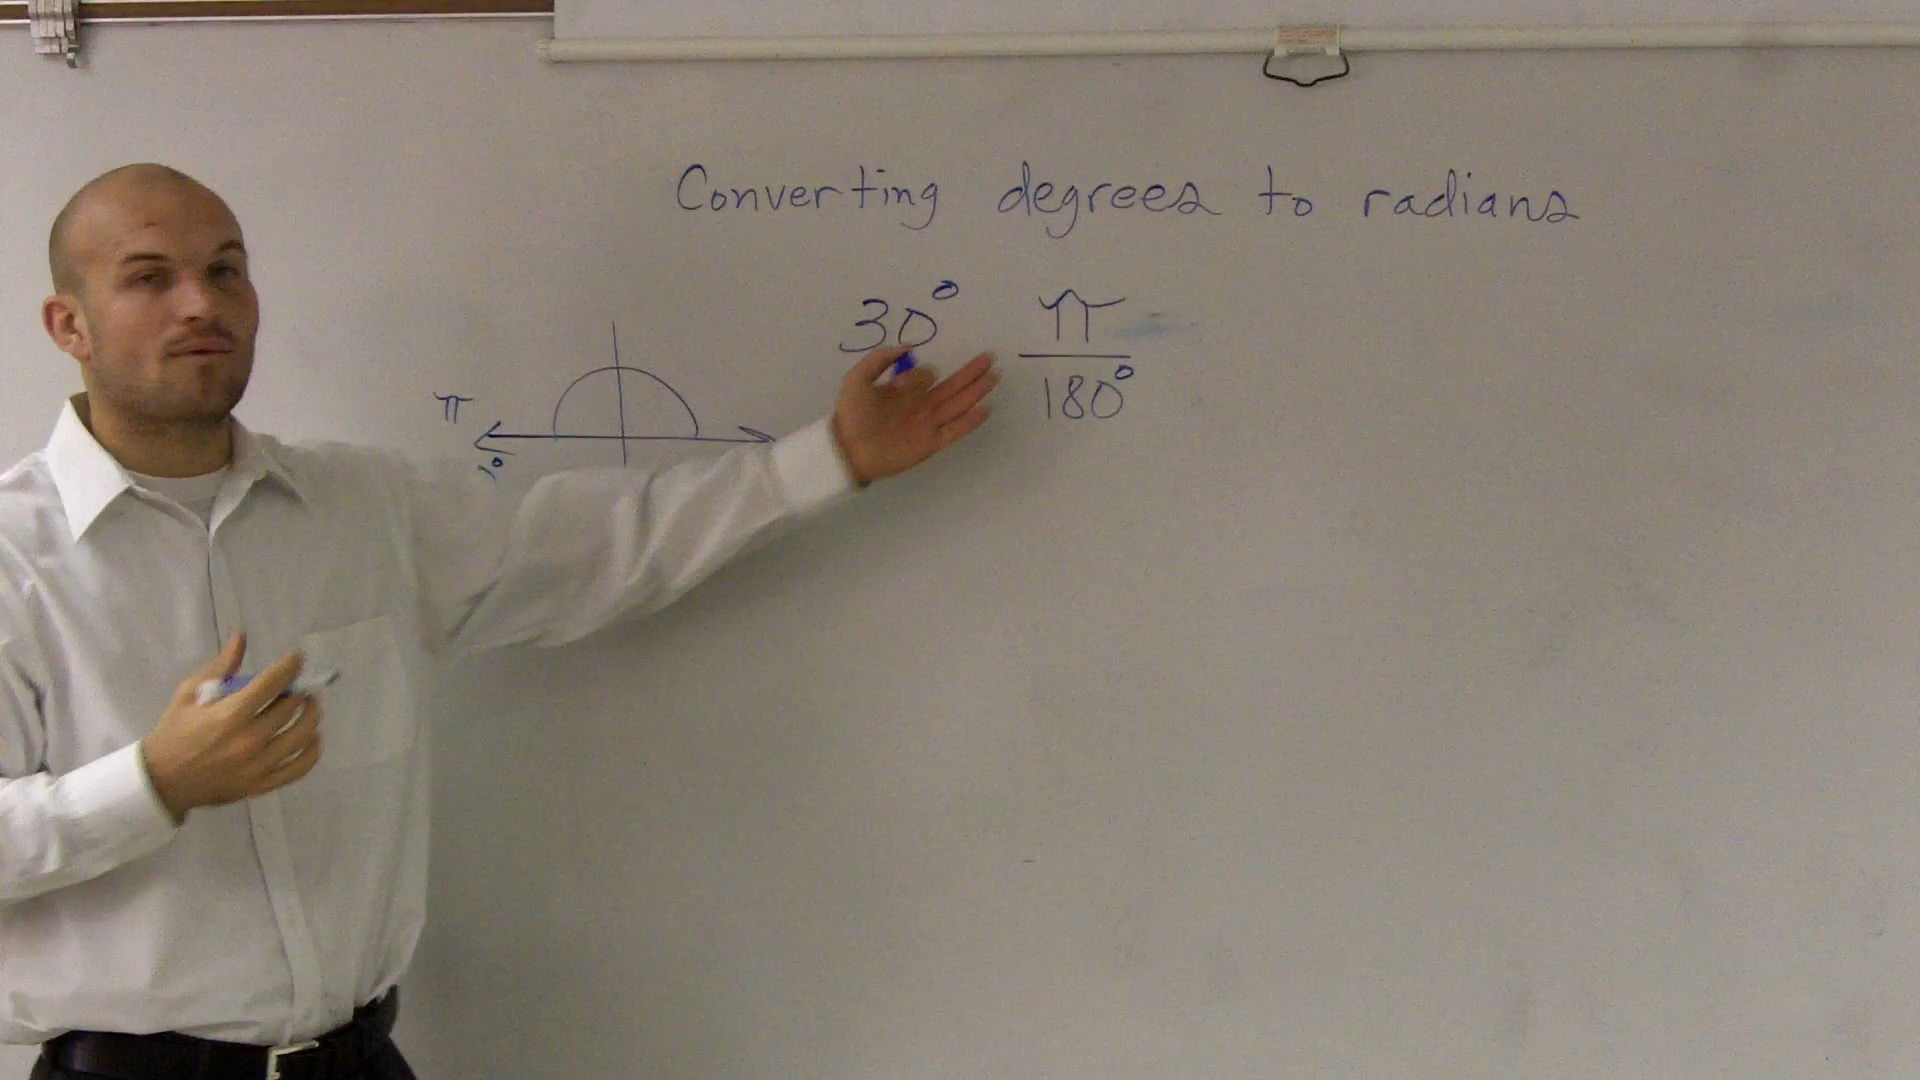 Converting degrees to radians
30° π/180°
π